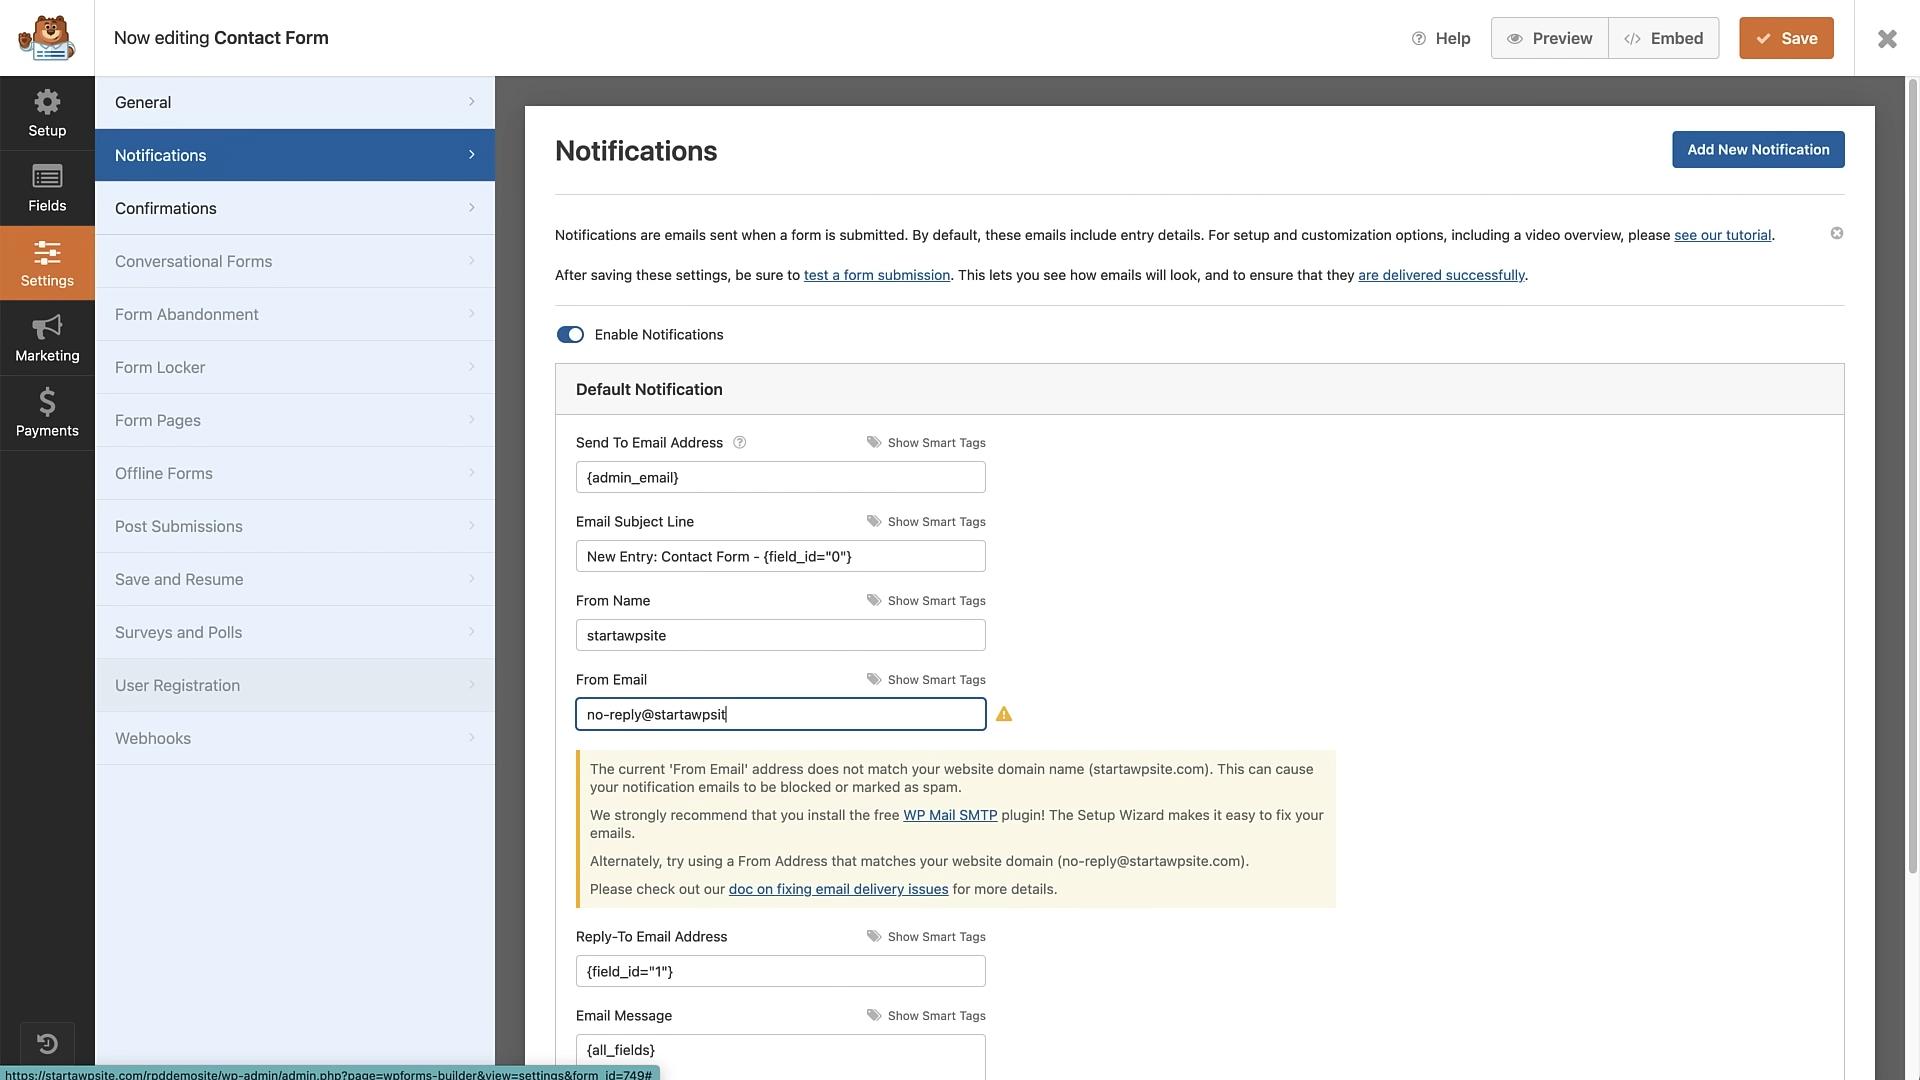 Now editing Contact Form
Help
Preview
Embed
Save
Setup
Fields
Settings
Marketing
Payments
General
Notifications
Confirmations
Conversational Forms
Form Abandonment
Form Locker
Form Pages
Offline Forms
Post Submissions
Save and Resume
Surveys and Polls
User Registration
Webhooks
Notifications
Add New Notification
Notifications are emails sent when a form is submitted. By default, these emails include entry details. For setup and customization options, including a video overview, please see our tutorial.
After saving these settings, be sure to test a form submission. This lets you see how emails will look, and to ensure that they are delivered successfully.
Enable Notifications
Default Notification
Send To Email Address
Show Smart Tags
{admin_email}
Email Subject Line
Show Smart Tags
New Entry: Contact Form - {field_id="0"}
From Name
Show Smart Tags
startawpsite
From Email
Show Smart Tags
no-reply@startawpsit
The current 'From Email' address does not match your website domain name (startawpsite.com). This can cause
your notification emails to be blocked or marked as spam.
We strongly recommend that you install the free WP Mail SMTP plugin! The Setup Wizard makes it easy to fix your
emails.
Alternately, try using a From Address that matches your website domain (no-reply@startawpsite.com).
Please check out our doc on fixing email delivery issues for more details.
Reply-To Email Address
Show Smart Tags
{field_id="1"}
Email Message
Show Smart Tags
{all_fields}
https://startawpsite.com/rpddemosite/wp-admin/admin.php?page=wpforms-builder&view=settings&form_id=749#